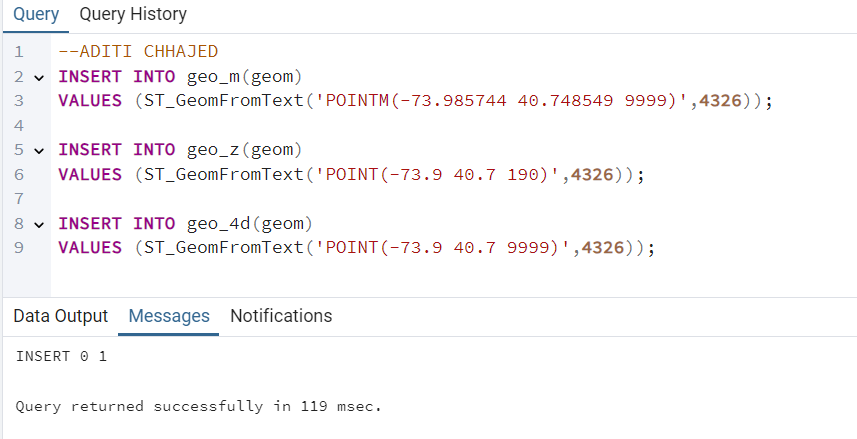 Query Query History
1 --ADITI CHHAJED
2 INSERT INTO geo_m(geom)
3 VALUES (ST_GeomFromText('POINTM(-73.985744 40.748549 9999)',4326));
4
5 INSERT INTO geo_z(geom)
6 VALUES (ST_GeomFromText('POINT(-73.9 40.7 190)',4326));
7
8 INSERT INTO geo_4d(geom)
9 VALUES (ST_GeomFromText('POINT(-73.9 40.7 9999)',4326));
Data Output Messages Notifications
INSERT 0 1
Query returned successfully in 119 msec.